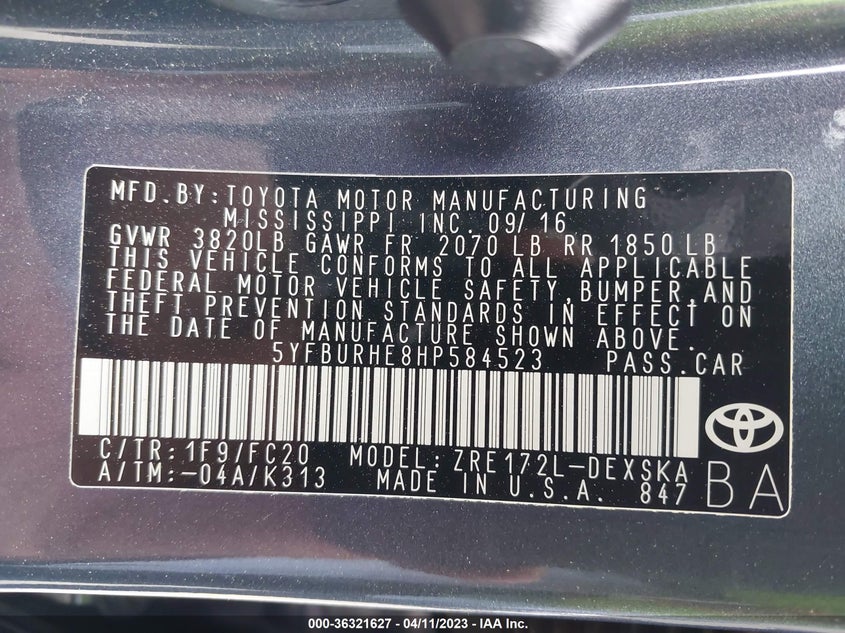 MFD.BY:TOYOTA MOTOR MANUFACTURING
MISSISSIPPI INC. 09/16
GVWR 3820LB GAWR FR 2070 LB RR 1850 LB
THIS VEHICLE CONFORMS TO ALL APPLICABLE
FEDERAL MOTOR VEHICLE SAFETY,BUMPER,AND
THEFT PREVENTION STANDARDS IN EFFECT ON
THE DATE OF MANUFACTURE SHOWN ABOVE.
5YFBURHE8HP584523 PASS.CAR
C/TR:1F9/FC20 MODEL:ZRE172L-DEXSKA
A/TM:-04A/K313 MADE IN U.S.A. 847 BA
000-36321627 - 04/11/2023 - IAA Inc.